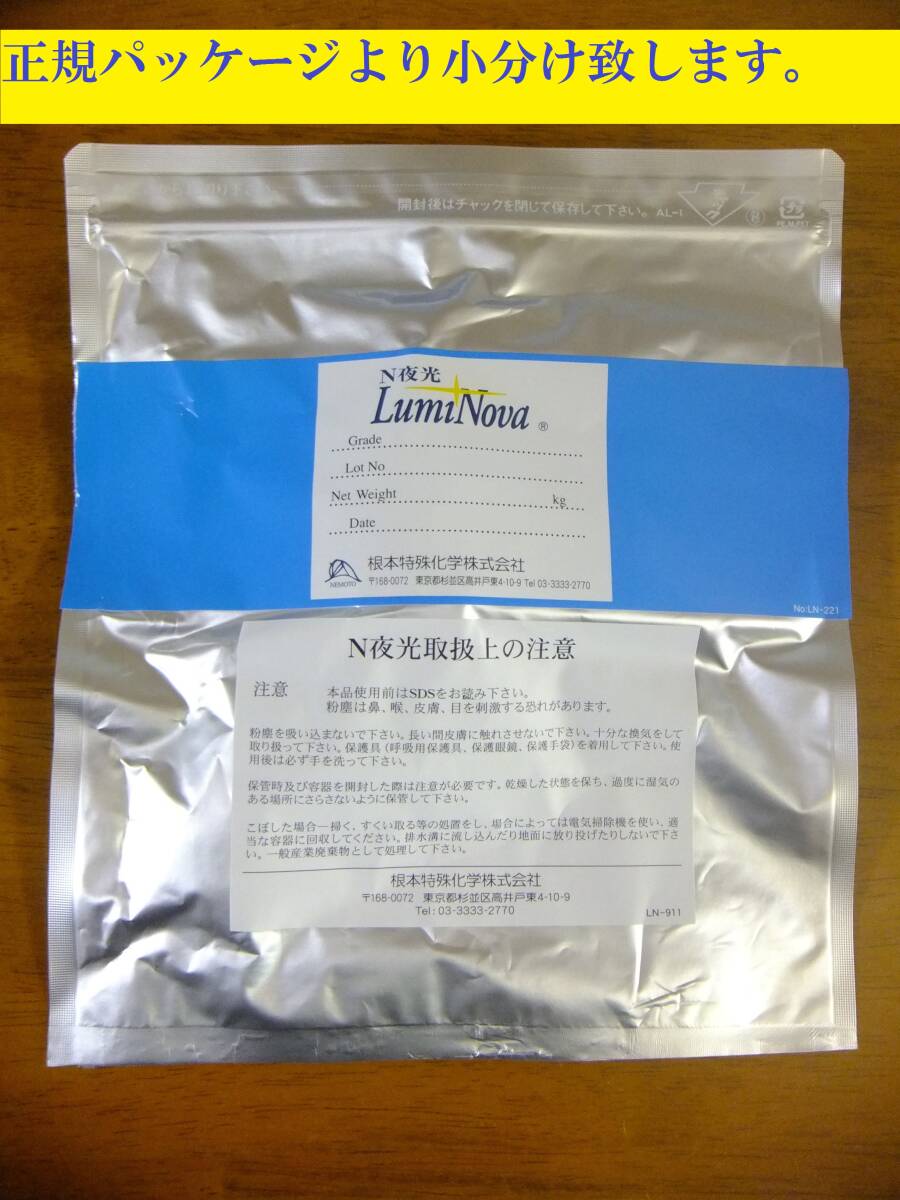 正規パッケージより小分け致します。
開封後はチャックを閉じて保存して下さい。 AL-1
N夜光
LumiNova ®
Grade
Lot No
Net Weight kg
Date
NEMOTO
根本特殊化学株式会社
〒168-0072 東京都杉並区高井戸東4-10-9 Tel 03-3333-2770
No:LN-221
N夜光取扱上の注意
注意 本品使用前はSDSをお読み下さい。
粉塵は鼻、喉、皮膚、目を刺激する恐れがあります。
粉塵を吸い込まないで下さい。長い間皮膚に触れさせないで下さい。十分な換気をして
取り扱って下さい。保護具(呼吸用保護具、保護眼鏡、保護手袋)を着用して下さい。使
用後は必ず手を洗って下さい。
保管時及び容器を開封した際は注意が必要です。乾燥した状態を保ち、過度に湿気の
ある場所にさらさないように保管して下さい。
こぼした場合―掃く、すくい取る等の処置をし、場合によっては電気掃除機を使い、適
当な容器に回収してください。排水溝に流し込んだり地面に放り投げたりしないで下さ
い。一般産業廃棄物として処理して下さい。
根本特殊化学株式会社
〒168-0072 東京都杉並区高井戸東4-10-9
Tel: 03-3333-2770
LN-911